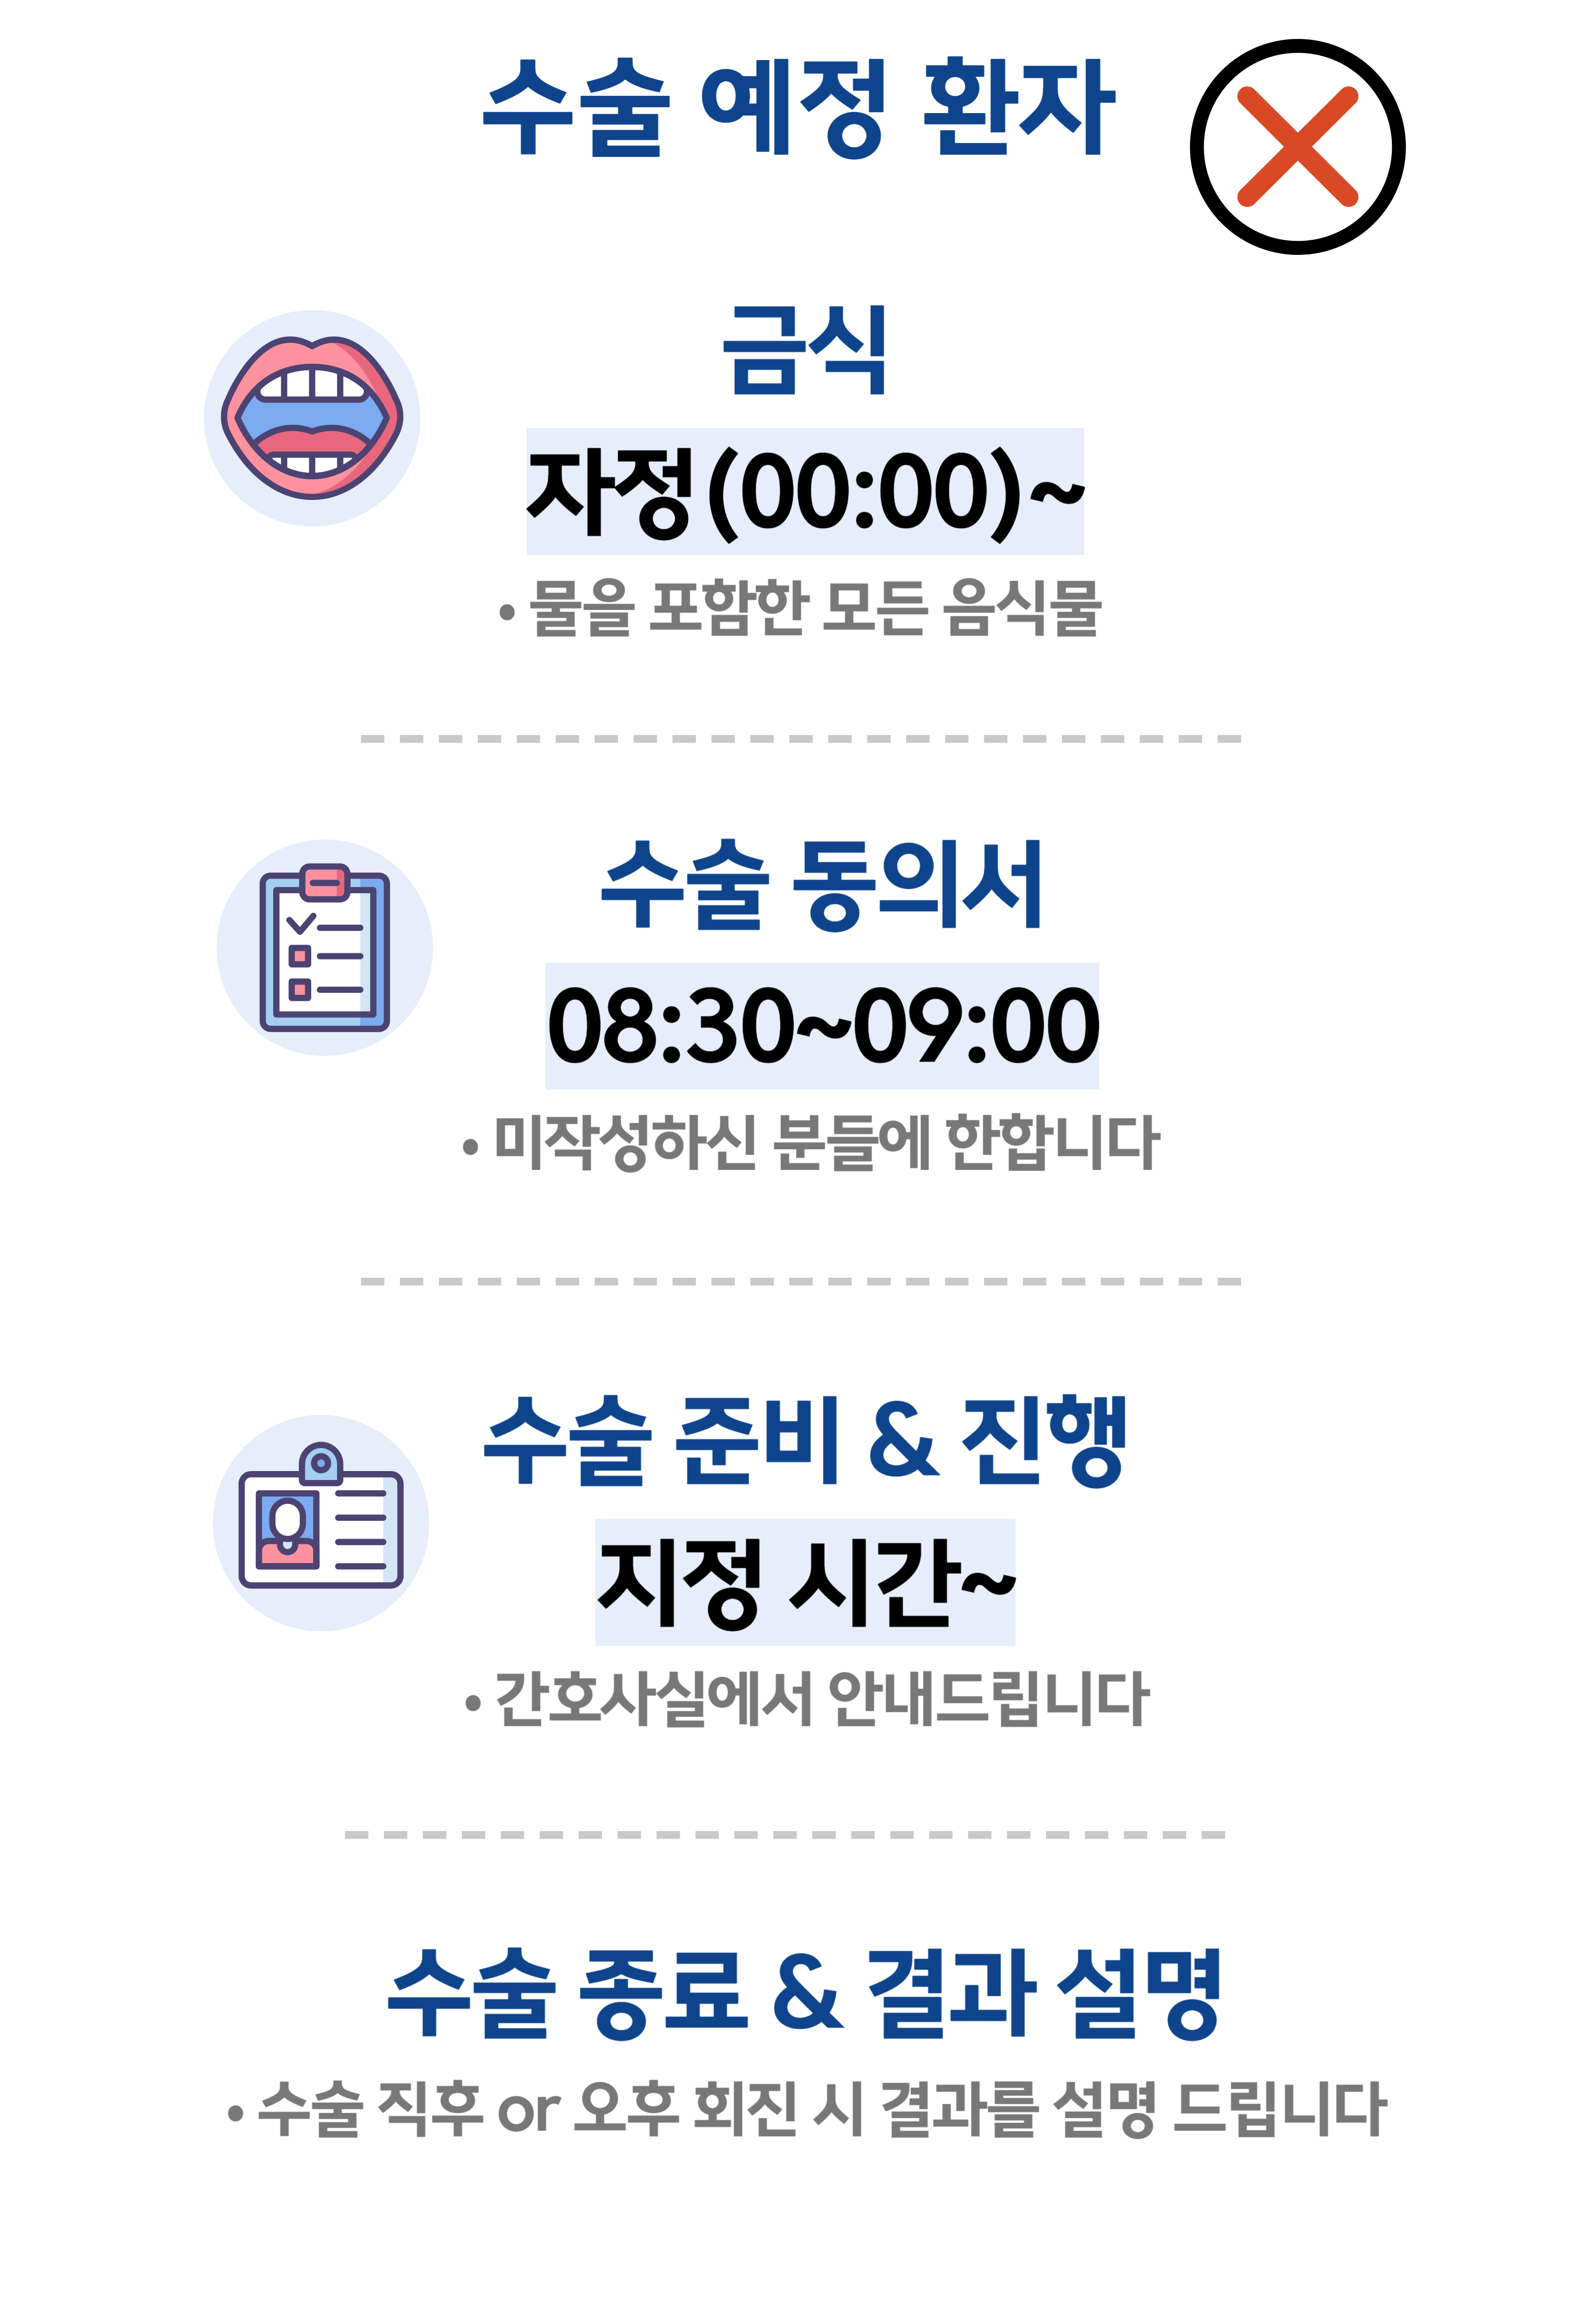 수술 예정 환자
금식
자정(00:00)~
• 물을 포함한 모든 음식물
수술 동의서
08:30~09:00
• 미작성하신 분들에 한합니다
수술 준비 & 진행
지정 시간~
• 간호사실에서 안내드립니다
수술 종료 & 결과 설명
• 수술 직후 or 오후 회진 시 결과를 설명 드립니다